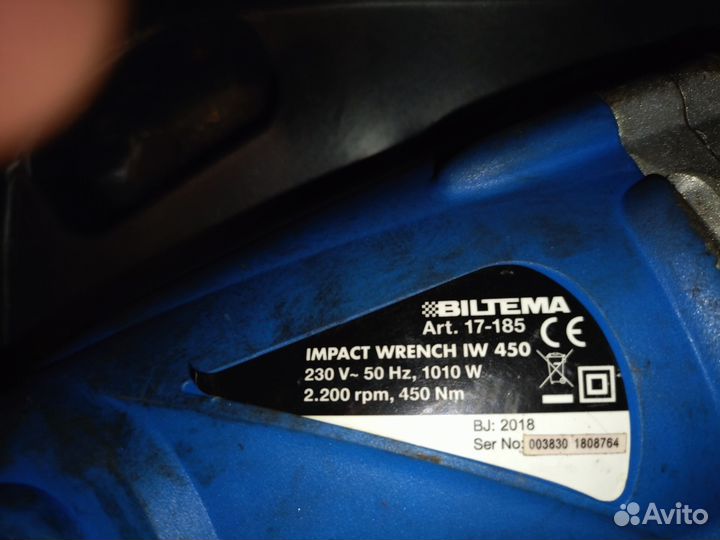 BILTEMA
Art. 17-185
CE
IMPACT WRENCH IW 450
230 V~ 50 Hz, 1010 W
2.200 rpm, 450 Nm
BJ: 2018
Ser No: 003830 1808764
Avito